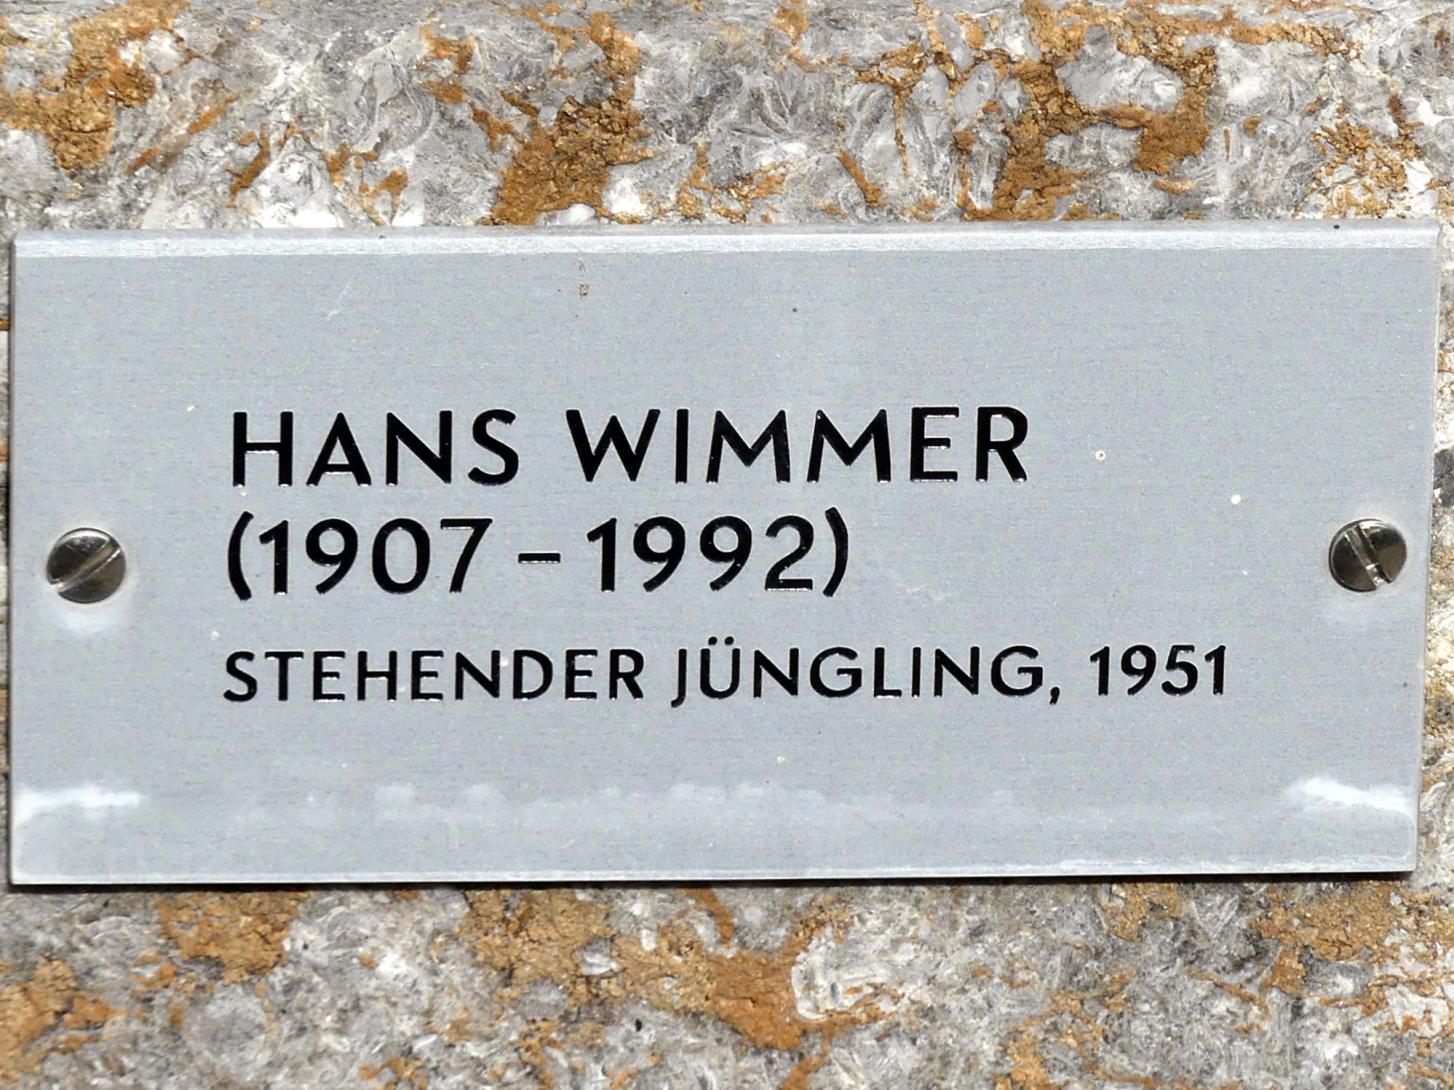 HANS WIMMER
(1907 – 1992)
STEHENDER JÜNGLING, 1951